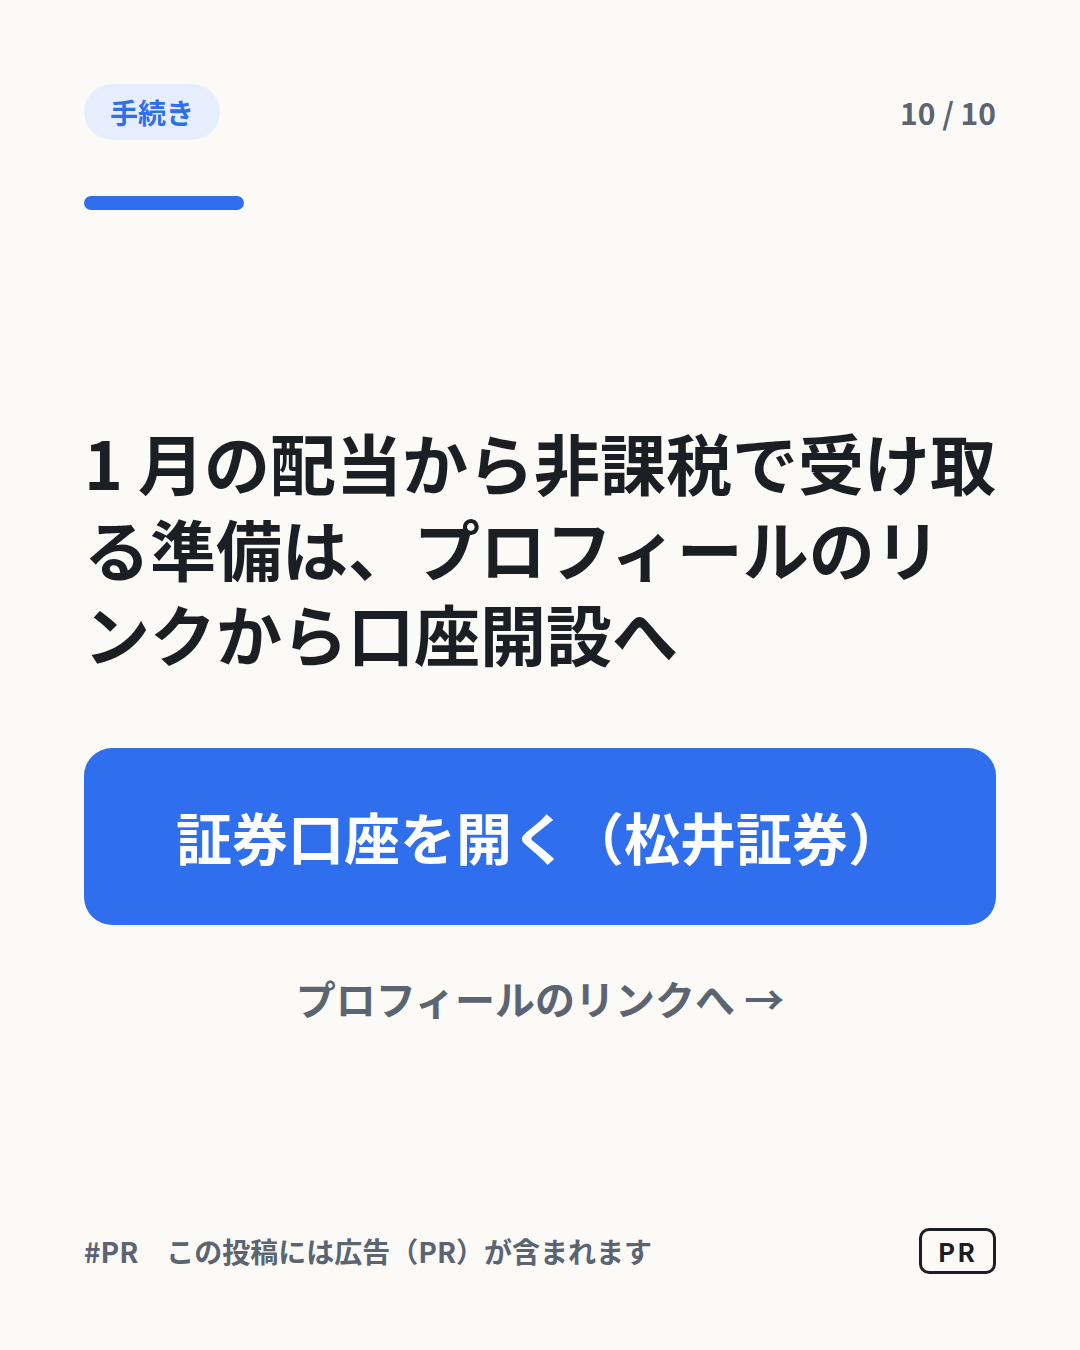 手続き
10 / 10
1 月の配当から非課税で受け取
る準備は、プロフィールのリ
ンクから口座開設へ
証券口座を開く（松井証券）
プロフィールのリンクへ →
#PR　この投稿には広告（PR）が含まれます
PR